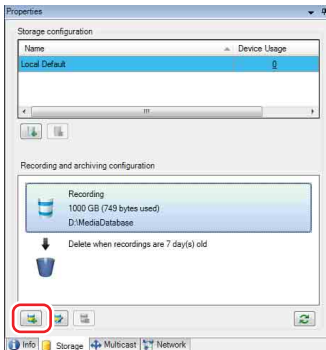 Properties
Storage configuration
Name Device Usage
Local Default 0
Recording and archiving configuration
Recording
1000 GB (749 bytes used)
D:\MediaDatabase
Delete when recordings are 7 day(s) old
Info Storage Multicast Network